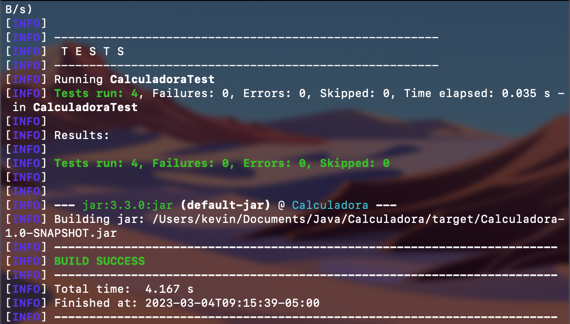 B/s)
[INFO]
[INFO] -------------------------------------------------------
[INFO]  T E S T S
[INFO] -------------------------------------------------------
[INFO] Running CalculadoraTest
[INFO] Tests run: 4, Failures: 0, Errors: 0, Skipped: 0, Time elapsed: 0.035 s -
in CalculadoraTest
[INFO]
[INFO] Results:
[INFO]
[INFO] Tests run: 4, Failures: 0, Errors: 0, Skipped: 0
[INFO]
[INFO]
[INFO] --- jar:3.3.0:jar (default-jar) @ Calculadora ---
[INFO] Building jar: /Users/kevin/Documents/Java/Calculadora/target/Calculadora-
1.0-SNAPSHOT.jar
[INFO] ------------------------------------------------------------------------
[INFO] BUILD SUCCESS
[INFO] ------------------------------------------------------------------------
[INFO] Total time:  4.167 s
[INFO] Finished at: 2023-03-04T09:15:39-05:00
[INFO] ------------------------------------------------------------------------